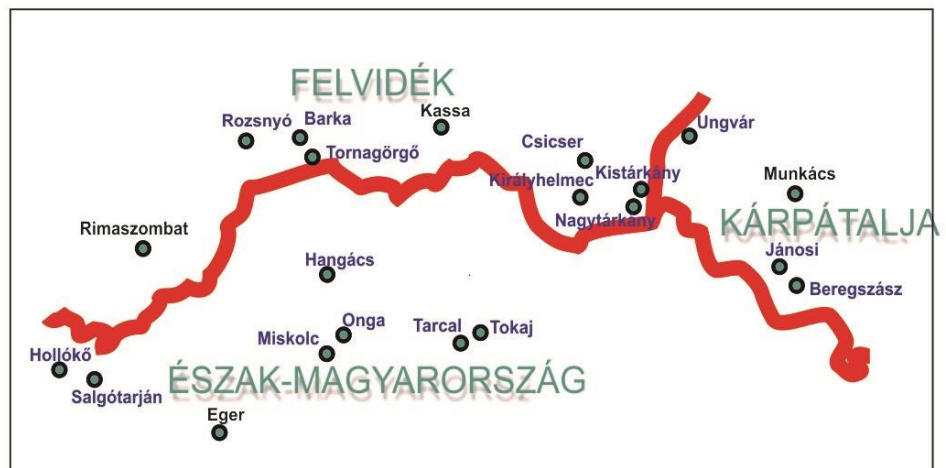 FELVIDÉK
Kassa
Rozsnyó
Barka
Tornagörgő
Csicser
Ungvár
Királyhelmec
Kistárkány
Nagytárkány
Munkács
KÁRPÁTALJA
Rimaszombat
Hangács
Jánosi
Beregszász
Onga
Miskolc
Tarcal
Tokaj
Hollókő
Salgótarján
ÉSZAK-MAGYARORSZÁG
Eger